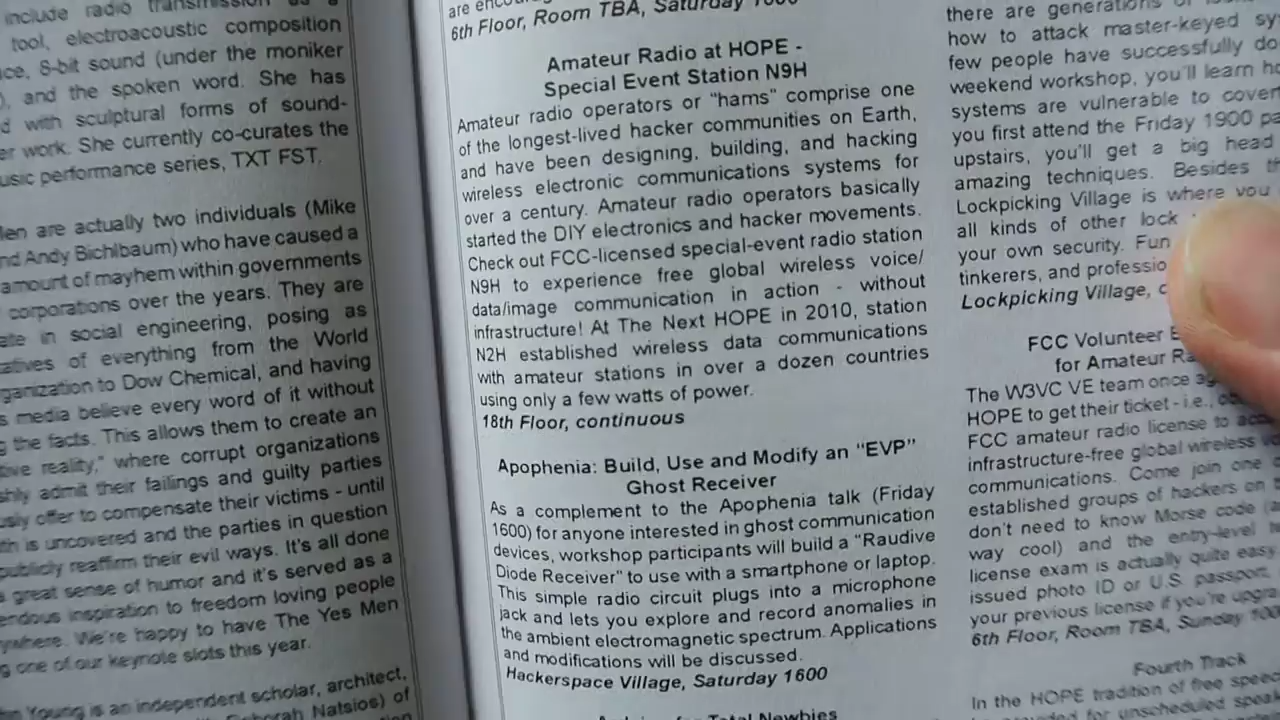 include radio transmission as a
tool, electroacoustic composition
8-bit sound (under the moniker
and the spoken word. She has
with sculptural forms of sound-
work. She currently co-curates the
performance series, TXT FST.
are actually two individuals (Mike
Andy Bichlbaum) who have caused a
amount of mayhem within governments
corporations over the years. They are
in social engineering, posing as
of everything from the World
to Dow Chemical, and having
media believe every word of it without
the facts. This allows them to create an
reality," where corrupt organizations
admit their failings and guilty parties
offer to compensate their victims - until
is uncovered and the parties in question
publicly reaffirm their evil ways. It's all done
great sense of humor and it's served as a
inspiration to freedom loving people
We're happy to have The Yes Men
one of our keynote slots this year.
Young is an independent scholar, architect,
Natsios) of
are
6th Floor, Room TBA, Saturday
Amateur Radio at HOPE -
Special Event Station N9H
Amateur radio operators or "hams" comprise one
of the longest-lived hacker communities on Earth,
and have been designing, building, and hacking
wireless electronic communications systems for
over a century. Amateur radio operators basically
started the DIY electronics and hacker movements.
Check out FCC-licensed special-event radio station
N9H to experience free global wireless voice/
data/image communication in action - without
infrastructure! At The Next HOPE in 2010, station
N2H established wireless data communications
with amateur stations in over a dozen countries
using only a few watts of power.
18th Floor, continuous
Apophenia: Build, Use and Modify an "EVP"
Ghost Receiver
As a complement to the Apophenia talk (Friday
1600) for anyone interested in ghost communication
devices, workshop participants will build a "Raudive
Diode Receiver" to use with a smartphone or laptop.
This simple radio circuit plugs into a microphone
jack and lets you explore and record anomalies in
the ambient electromagnetic spectrum. Applications
and modifications will be discussed.
Hackerspace Village, Saturday 1600
for Total Newbies
there are generations of
how to attack master-keyed
few people have successfully
weekend workshop, you'll learn
systems are vulnerable to
you first attend the Friday 1900
upstairs, you'll get a big head
amazing techniques. Besides
Lockpicking Village is where you
all kinds of other lock
your own security. Fun
tinkerers, and
Lockpicking Village,
FCC Volunteer
for Amateur
The W3VC VE team once
HOPE to get their ticket - i.e.,
FCC amateur radio license to
infrastructure-free global wireless
communications. Come join one
established groups of hackers on
don't need to know Morse code
way cool) and the entry-level
license exam is actually quite easy.
issued photo ID or U.S. passport,
your previous license if you're
6th Floor, Room TBA, Sunday
Fourth Track
In the HOPE tradition of free
for unscheduled